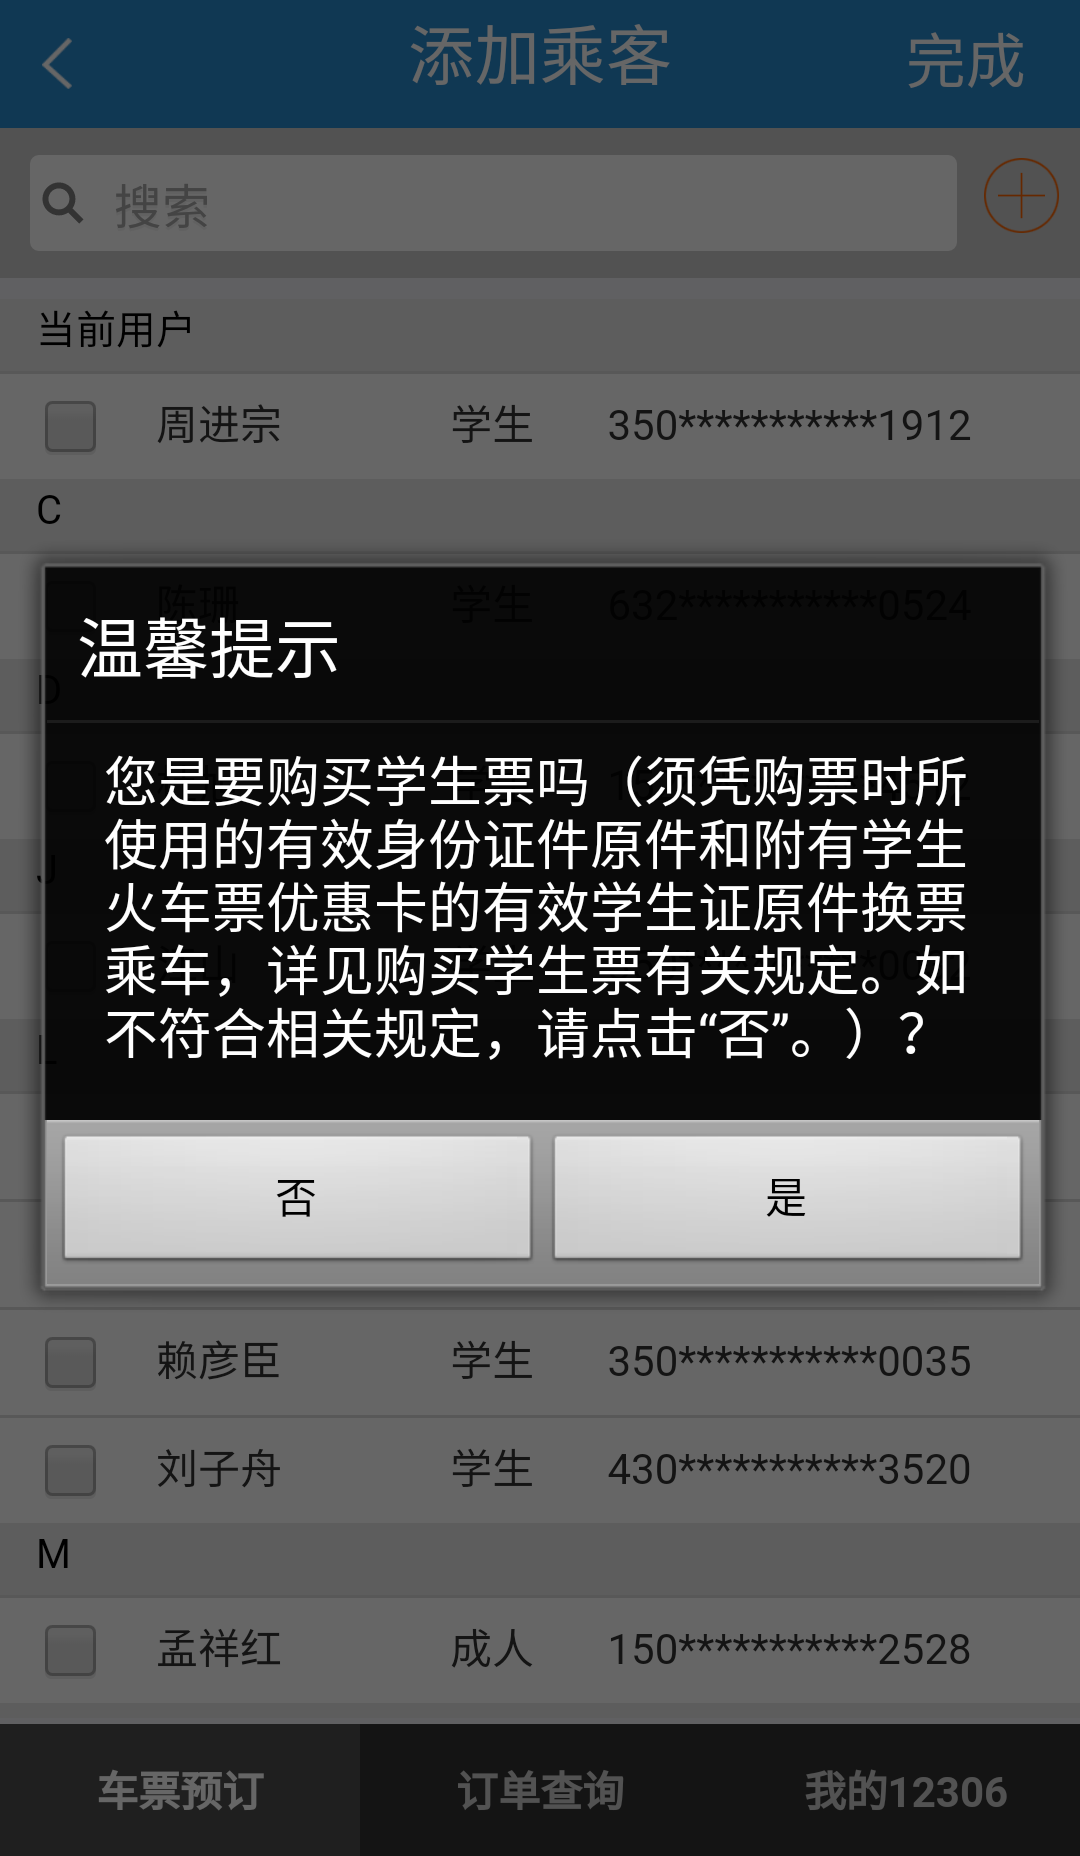 添加乘客
完成
搜索
当前用户
周进宗 学生 350***********1912
C
陈珊 学生 632***********0524
D
J
温馨提示
您是要购买学生票吗（须凭购票时所
使用的有效身份证件原件和附有学生
火车票优惠卡的有效学生证原件换票
乘车，详见购买学生票有关规定。如
不符合相关规定，请点击“否”。）？
否 是
赖彦臣 学生 350***********0035
刘子舟 学生 430***********3520
M
孟祥红 成人 150***********2528
车票预订 订单查询 我的12306